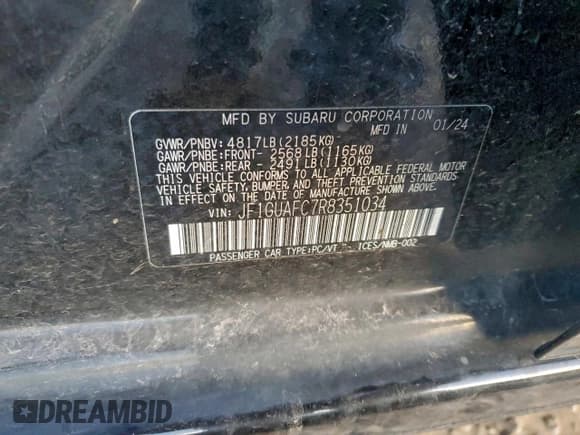 MFD BY SUBARU CORPORATION
MFD IN 01/24
GVWR/PNBV: 4817LB(2185KG)
GAWR/PNBE:FRONT- 2568LB(1165KG)
GAWR/PNBE:REAR - 2491LB(1130KG)
THIS VEHICLE CONFORMS TO ALL APPLICABLE FEDERAL MOTOR
VEHICLE SAFETY, BUMPER, AND THEFT PREVENTION STANDARDS
IN EFFECT ON THE DATE OF MANUFACTURE SHOWN ABOVE.
VIN: JF1GUAFC7R8351034
PASSENGER CAR TYPE:PC/VT - ICES/NMB-002
DREAMBID